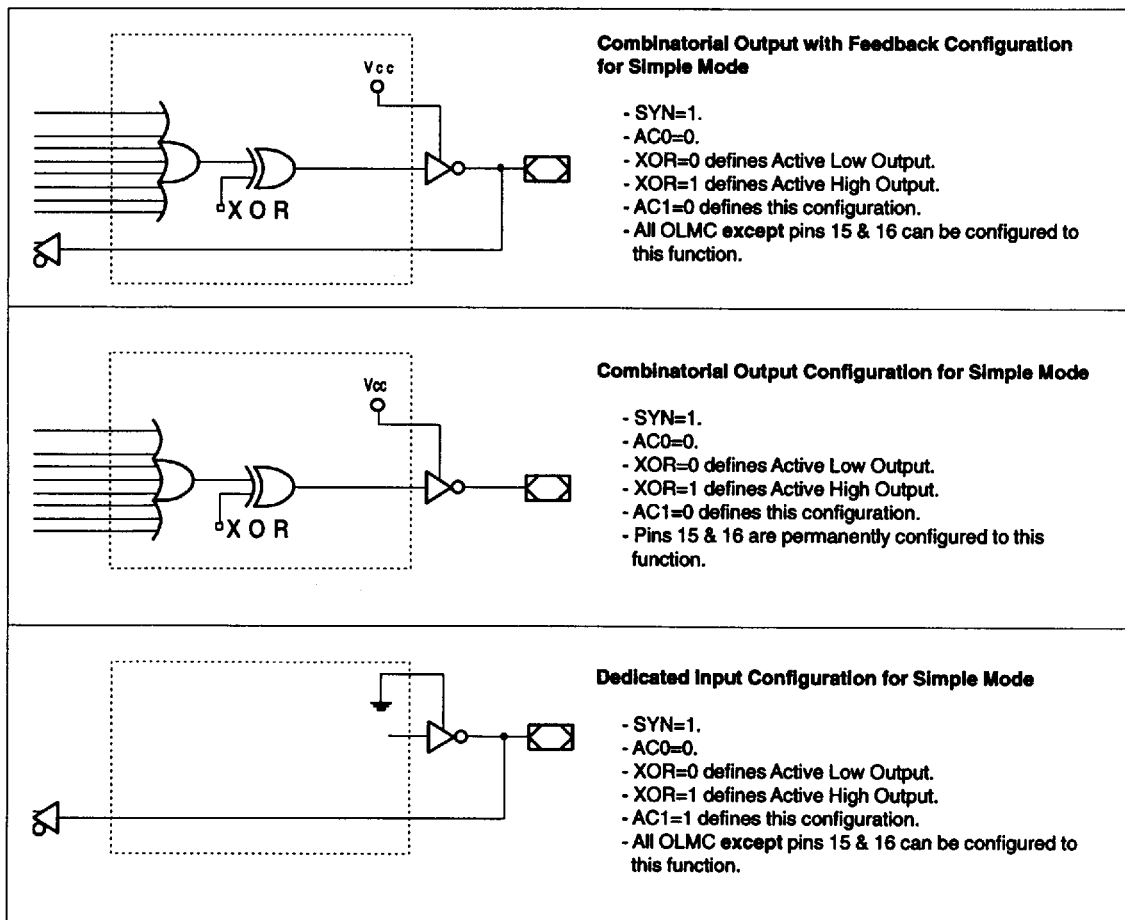 Combinatorial Output with Feedback Configuration
for Simple Mode
Vcc
- SYN=1.
- AC0=0.
- XOR=0 defines Active Low Output.
- XOR=1 defines Active High Output.
- AC1=0 defines this configuration.
- All OLMC except pins 15 & 16 can be configured to
this function.
XOR
Combinatorial Output Configuration for Simple Mode
Vcc
- SYN=1.
- AC0=0.
- XOR=0 defines Active Low Output.
- XOR=1 defines Active High Output.
- AC1=0 defines this configuration.
- Pins 15 & 16 are permanently configured to this
function.
XOR
Dedicated Input Configuration for Simple Mode
- SYN=1.
- AC0=0.
- XOR=0 defines Active Low Output.
- XOR=1 defines Active High Output.
- AC1=1 defines this configuration.
- All OLMC except pins 15 & 16 can be configured to
this function.